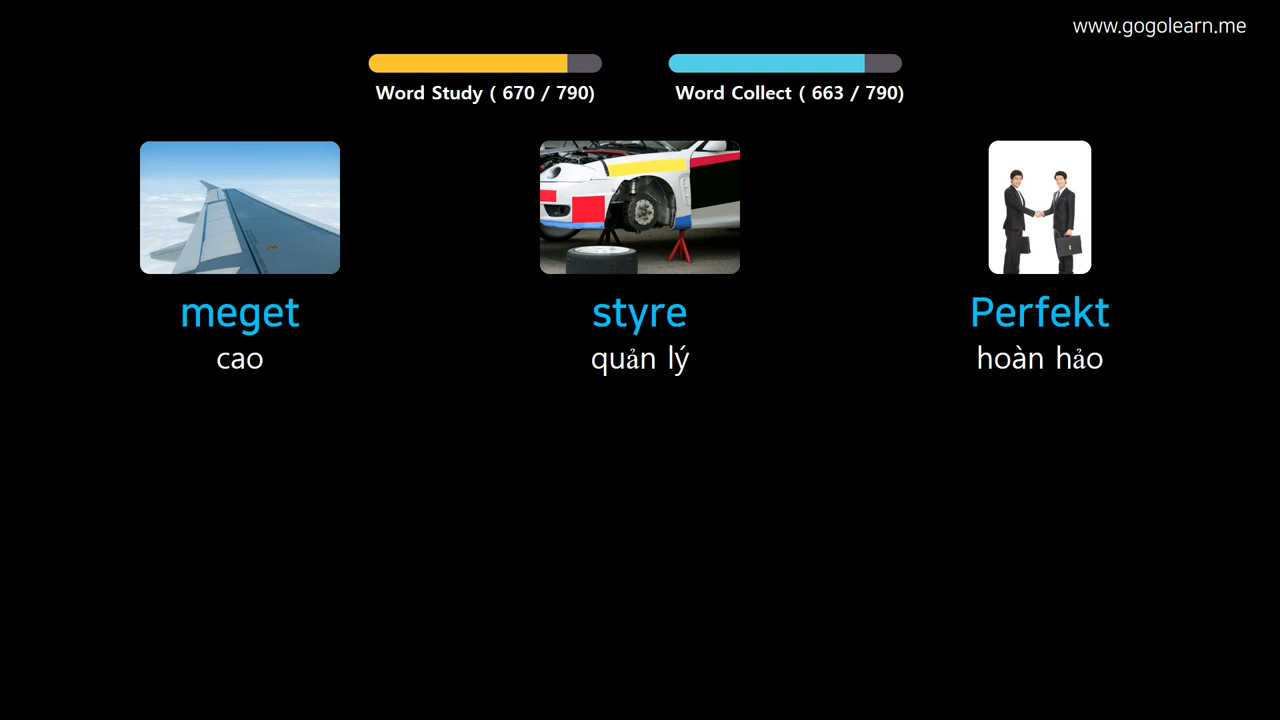 www.gogolearn.me
Word Study ( 670 / 790)
Word Collect ( 663 / 790)
meget
styre
Perfekt
cao
quản lý
hoàn hảo